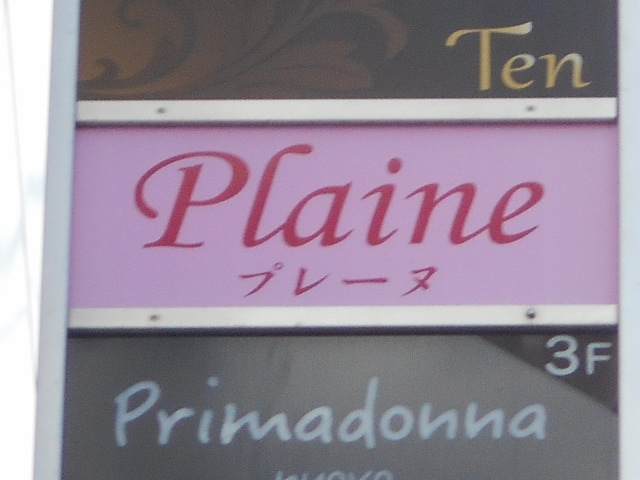 Ten
Plaine
プレーヌ
3F
Primadonna